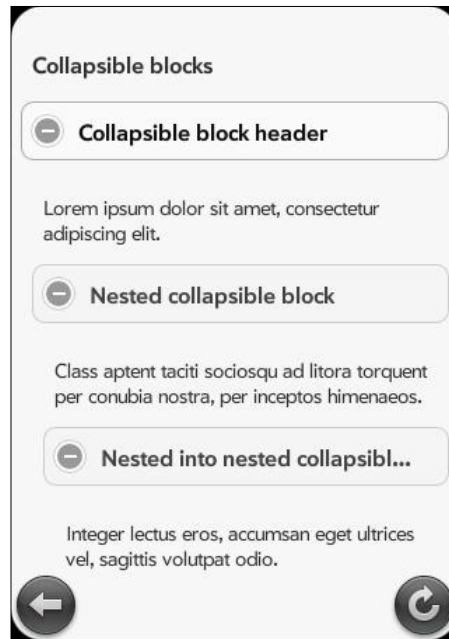 Collapsible blocks
Collapsible block header
Lorem ipsum dolor sit amet, consectetur
adipiscing elit.
Nested collapsible block
Class aptent taciti sociosqu ad litora torquent
per conubia nostra, per inceptos himenaeos.
Nested into nested collapsibl...
Integer lectus eros, accumsan eget ultrices
vel, sagittis volutpat odio.